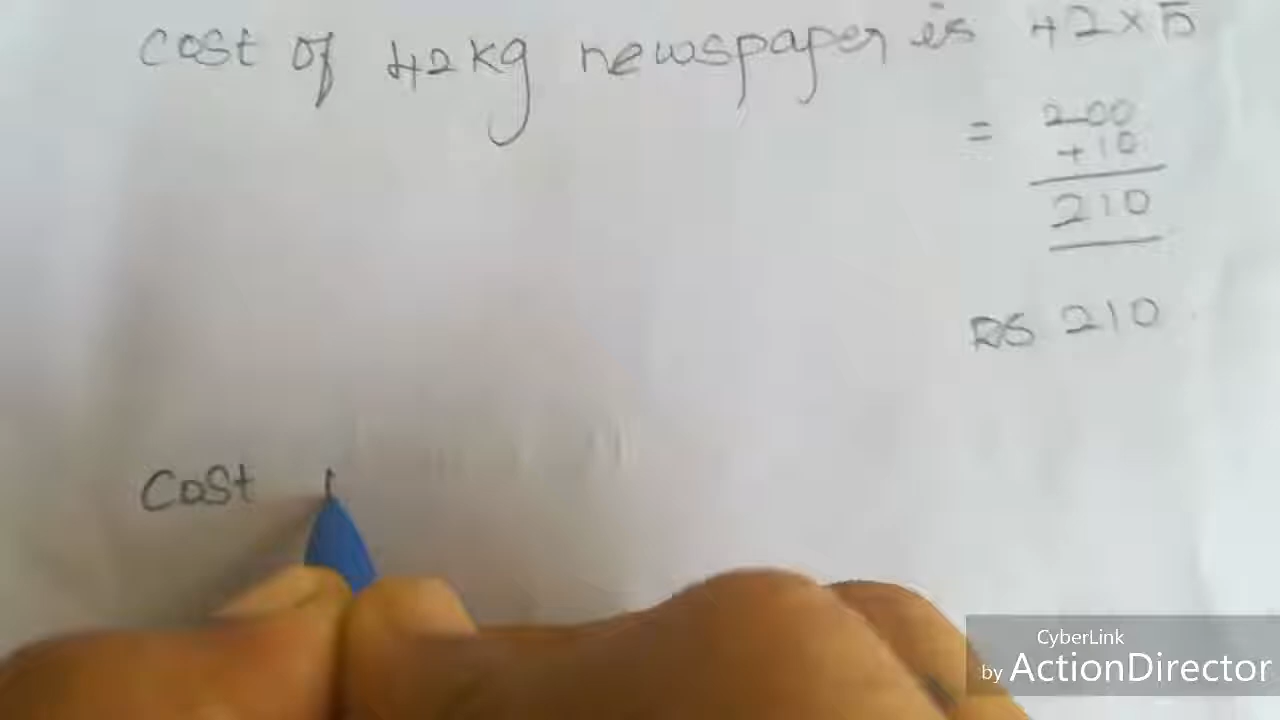 Cost of 42kg newspaper is 42×5
= 200
+10
210
RS 210
Cost
CyberLink
by ActionDirector